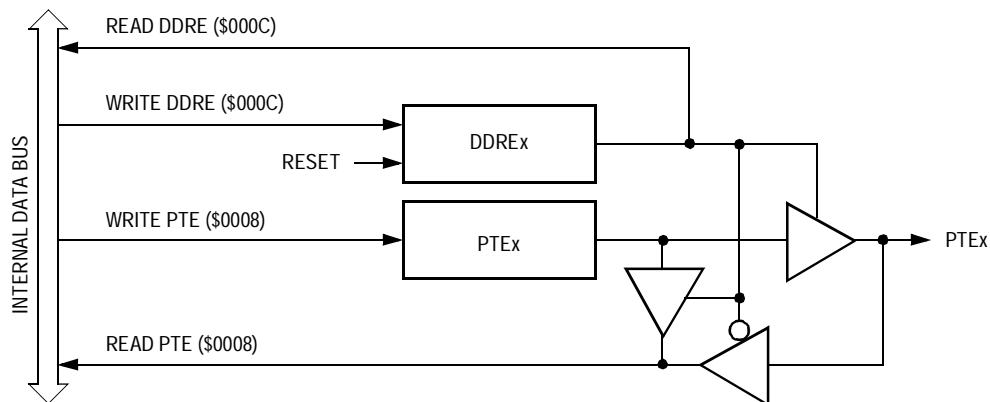 READ DDRE ($000C)
WRITE DDRE ($000C)
DDREx
RESET
WRITE PTE ($0008)
PTEx
PTEx
READ PTE ($0008)
INTERNAL DATA BUS